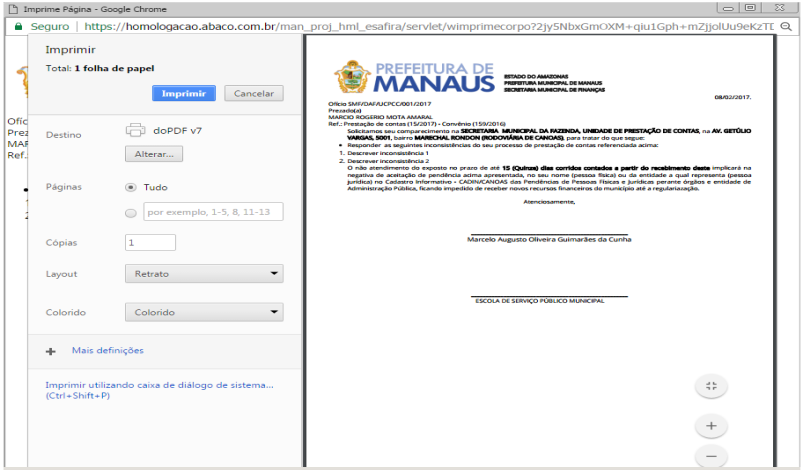 Imprime Página - Google Chrome
Seguro | https://homologacao.abaco.com.br/man_proj_hml_esafira/servlet/wimprimecorpo?2jy5NbxGmOXM+qiu1Gph+mZjjolUu9eKzTI
Imprimir
Total: 1 folha de papel
Imprimir Cancelar
Destino doPDF v7
Alterar...
Páginas Tudo
por exemplo, 1-5, 8, 11-13
Cópias 1
Layout Retrato
Colorido Colorido
+ Mais definições
Imprimir utilizando caixa de diálogo de sistema...
(Ctrl+Shift+P)
Ofíc
Prez
MAF
Ref.:
1
2
PREFEITURA DE
MANAUS
ESTADO DO AMAZONAS
PREFEITURA MUNICIPAL DE MANAUS
SECRETARIA MUNICIPAL DE FINANÇAS
08/02/2017.
Ofício SMF/DAF/UCPCC/001/2017
Prezado(a)
MARCIO ROGERIO MOTA AMARAL
Ref.: Prestação de contas (15/2017) - Convênio (159/2016)
Solicitamos seu comparecimento na SECRETARIA MUNICIPAL DA FAZENDA, UNIDADE DE PRESTAÇÃO DE CONTAS, na AV. GETÚLIO
VARGAS, 5001, bairro MARECHAL RONDON (RODOVIÁRIA DE CANOAS), para tratar do que segue:
• Responder as seguintes inconsistências do seu processo de prestação de contas referenciada acima:
1. Descrever inconsistência 1
2. Descrever inconsistência 2
O não atendimento do exposto no prazo de até 15 (Quinze) dias corridos contados a partir do recebimento deste implicará na
negativa de aceitação de pendência acima apresentada, no seu nome (pessoa física) ou da entidade a qual representa (pessoa
jurídica) no Cadastro Informativo - CADIN/CANOAS das Pendências de Pessoas Físicas e Jurídicas perante órgãos e entidade de
Administração Pública, ficando impedido de receber novos recursos financeiros do município até a regularização.
Atenciosamente,
Marcelo Augusto Oliveira Guimarães da Cunha
ESCOLA DE SERVIÇO PÚBLICO MUNICIPAL